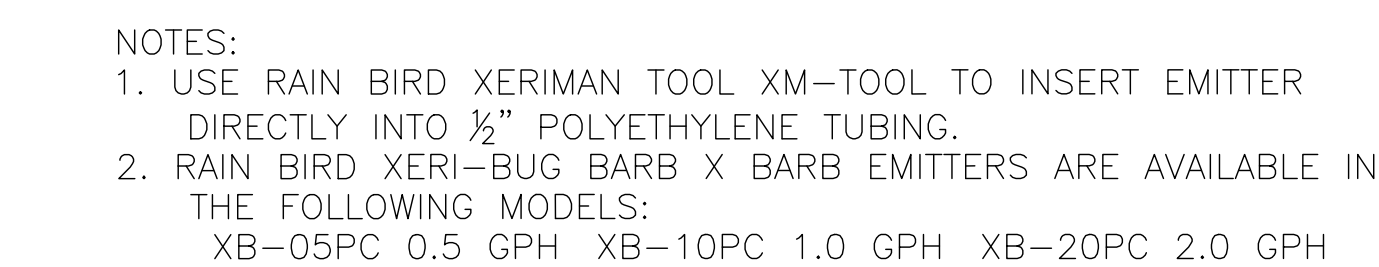 NOTES:
1. USE RAIN BIRD XERIMAN TOOL XM-TOOL TO INSERT EMITTER
DIRECTLY INTO ½" POLYETHYLENE TUBING.
2. RAIN BIRD XERI-BUG BARB X BARB EMITTERS ARE AVAILABLE IN
THE FOLLOWING MODELS:
XB-05PC 0.5 GPH XB-10PC 1.0 GPH XB-20PC 2.0 GPH